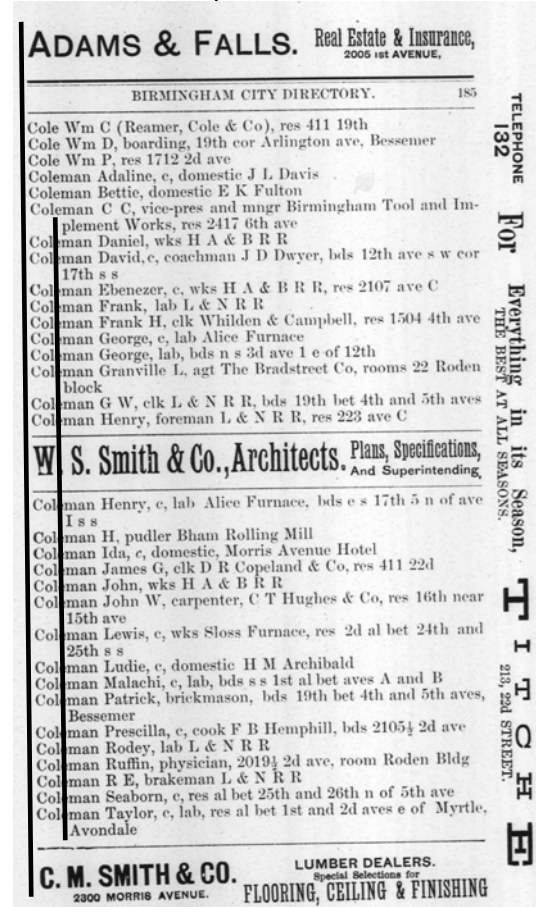 ADAMS & FALLS. Real Estate & Insurance,
2005 1st AVENUE,
BIRMINGHAM CITY DIRECTORY. 185
Cole Wm C (Reamer, Cole & Co), res 411 19th
Cole Wm D, boarding, 19th cor Arlington ave, Bessemer
Cole Wm P, res 1712 2d ave
Coleman Adaline, c, domestic J L Davis
Coleman Bettie, domestic E K Fulton
Coleman C C, vice-pres and mngr Birmingham Tool and Im-
plement Works, res 2417 6th ave
Coleman Daniel, wks H A & B R R
Coleman David, c, coachman J D Dwyer, bds 12th ave s w cor
17th s s
Coleman Ebenezer, c, wks H A & B R R, res 2107 ave C
Coleman Frank, lab L & N R R
Coleman Frank H, clk Whilden & Campbell, res 1504 4th ave
Coleman George, c, lab Alice Furnace
Coleman George, lab, bds n s 3d ave 1 e of 12th
Coleman Granville L, agt The Bradstreet Co, rooms 22 Roden
block
Coleman G W, clk L & N R R, bds 19th bet 4th and 5th aves
Coleman Henry, foreman L & N R R, res 223 ave C
W. S. Smith & Co., Architects. Plans, Specifications,
And Superintending
Coleman Henry, c, lab Alice Furnace, bds e s 17th 5 n of ave
I s s
Coleman H, pudler Bham Rolling Mill
Coleman Ida, c, domestic, Morris Avenue Hotel
Coleman James G, clk D R Copeland & Co, res 411 22d
Coleman John, wks H A & B R R
Coleman John W, carpenter, C T Hughes & Co, res 16th near
15th ave
Coleman Lewis, c, wks Sloss Furnace, res 2d al bet 24th and
25th s s
Coleman Ludie, c, domestic H M Archibald
Coleman Malachi, c, lab, bds s s 1st al bet aves A and B
Coleman Patrick, brickmason, bds 19th bet 4th and 5th aves,
Bessemer
Coleman Prescilla, c, cook F B Hemphill, bds 2105½ 2d ave
Coleman Rodey, lab L & N R R
Coleman Ruffin, physician, 2019½ 2d ave, room Roden Bldg
Coleman R E, brakeman L & N R R
Coleman Seaborn, c, res al bet 25th and 26th n of 5th ave
Coleman Taylor, c, lab, res al bet 1st and 2d aves e of Myrtle,
Avondale
C. M. SMITH & CO.
2300 MORRIS AVENUE.
LUMBER DEALERS.
Special Selections for
FLOORING, CEILING & FINISHING
TELEPHONE
132
For Everything in its Season,
THE BEST AT ALL SEASONS.
TITCHE
213, 22d STREET.